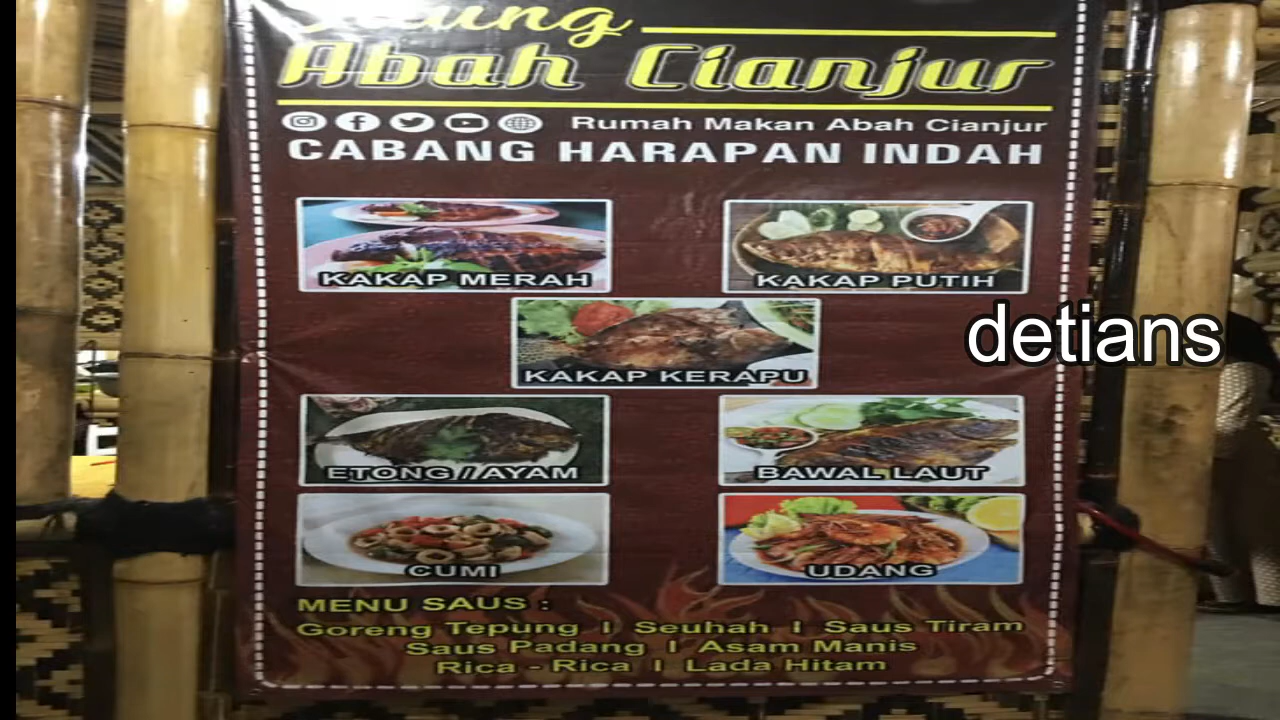 Abah Cianjur
Rumah Makan Abah Cianjur
CABANG HARAPAN INDAH
KAKAP MERAH
KAKAP PUTIH
KAKAP KERAPU
detians
ETONG //AYAM
BAWAL LAUT
CUMI
UDANG
MENU SAUS :
Goreng Tepung I Seuhah I Saus Tiram
Saus Padang I Asam Manis
Rica - Rica I Lada Hitam